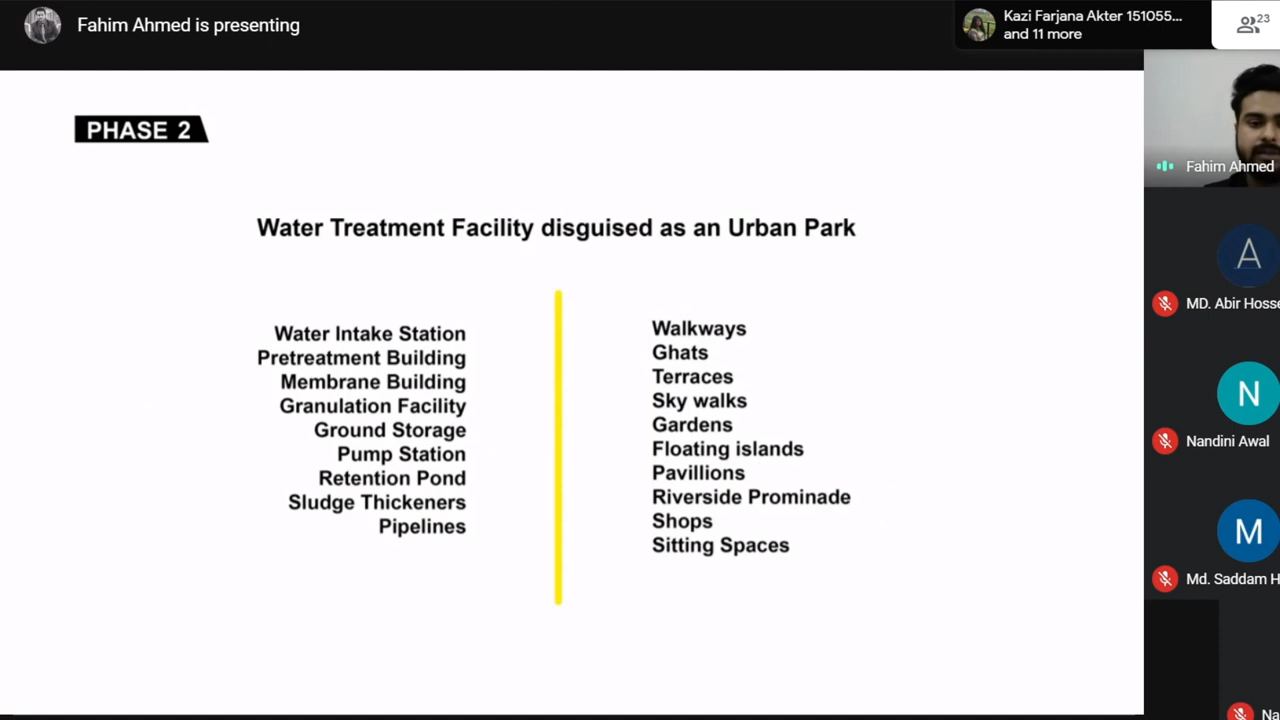 Fahim Ahmed is presenting
Kazi Farjana Akter 151055...
and 11 more
23
PHASE 2
Water Treatment Facility disguised as an Urban Park
Water Intake Station
Pretreatment Building
Membrane Building
Granulation Facility
Ground Storage
Pump Station
Retention Pond
Sludge Thickeners
Pipelines
Walkways
Ghats
Terraces
Sky walks
Gardens
Floating islands
Pavillions
Riverside Prominade
Shops
Sitting Spaces
Fahim Ahmed
A
MD. Abir Hosse
N
Nandini Awal
M
Md. Saddam H
Na